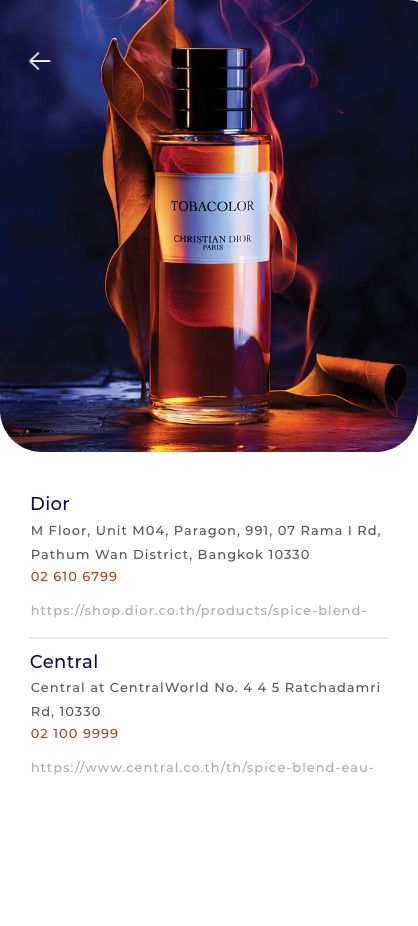 TOBACOLOR
CHRISTIAN DIOR
PARIS
Dior
M Floor, Unit M04, Paragon, 991, 07 Rama I Rd,
Pathum Wan District, Bangkok 10330
02 610 6799
https://shop.dior.co.th/products/spice-blend-
Central
Central at CentralWorld No. 4 4 5 Ratchadamri
Rd, 10330
02 100 9999
https://www.central.co.th/th/spice-blend-eau-